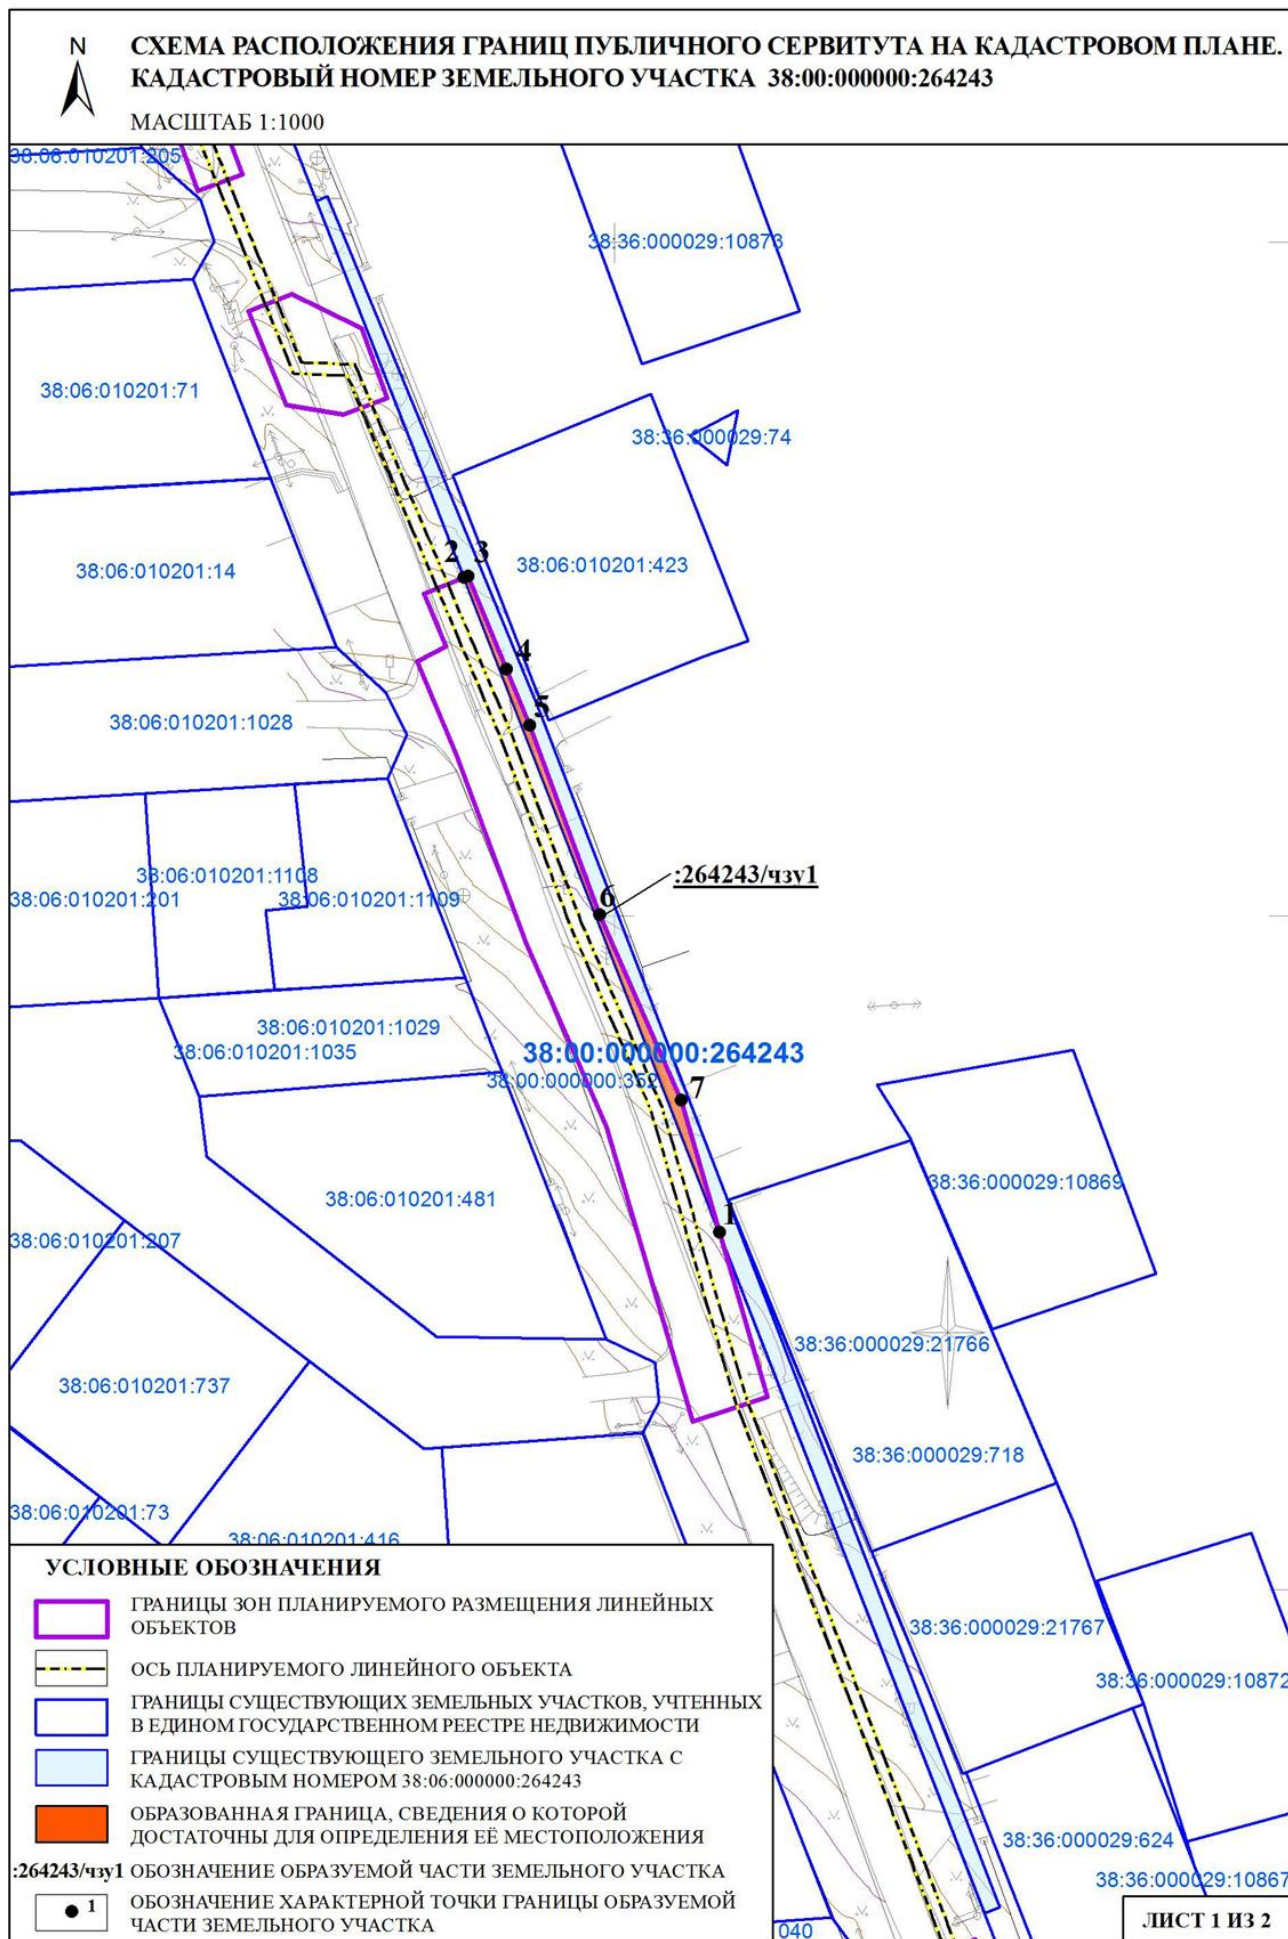 N
СХЕМА РАСПОЛОЖЕНИЯ ГРАНИЦ ПУБЛИЧНОГО СЕРВИТУТА НА КАДАСТРОВОМ ПЛАНЕ.
КАДАСТРОВЫЙ НОМЕР ЗЕМЕЛЬНОГО УЧАСТКА 38:00:000000:264243
МАСШТАБ 1:1000
38:06:010201:205
38:36:000029:10873
38:06:010201:71
38:36:000029:74
2 3
38:06:010201:14
38:06:010201:423
4
5
38:06:010201:1028
38:06:010201:1108
:264243/чзу1
38:06:010201:201
38:06:010201:1109
6
38:06:010201:1029
38:06:010201:1035
38:00:000000:264243
38:00:000000:352
7
38:36:000029:10869
38:06:010201:481
1
38:06:010201:207
38:36:000029:21766
38:06:010201:737
38:36:000029:718
38:06:010201:73
38:06:010201:416
38:36:000029:21767
38:36:000029:10872
38:36:000029:624
38:36:000029:10867
040
УСЛОВНЫЕ ОБОЗНАЧЕНИЯ
ГРАНИЦЫ ЗОН ПЛАНИРУЕМОГО РАЗМЕЩЕНИЯ ЛИНЕЙНЫХ
ОБЪЕКТОВ
ОСЬ ПЛАНИРУЕМОГО ЛИНЕЙНОГО ОБЪЕКТА
ГРАНИЦЫ СУЩЕСТВУЮЩИХ ЗЕМЕЛЬНЫХ УЧАСТКОВ, УЧТЕННЫХ
В ЕДИНОМ ГОСУДАРСТВЕННОМ РЕЕСТРЕ НЕДВИЖИМОСТИ
ГРАНИЦЫ СУЩЕСТВУЮЩЕГО ЗЕМЕЛЬНОГО УЧАСТКА С
КАДАСТРОВЫМ НОМЕРОМ 38:06:000000:264243
ОБРАЗОВАННАЯ ГРАНИЦА, СВЕДЕНИЯ О КОТОРОЙ
ДОСТАТОЧНЫ ДЛЯ ОПРЕДЕЛЕНИЯ ЕЁ МЕСТОПОЛОЖЕНИЯ
:264243/чзу1 ОБОЗНАЧЕНИЕ ОБРАЗУЕМОЙ ЧАСТИ ЗЕМЕЛЬНОГО УЧАСТКА
1 ОБОЗНАЧЕНИЕ ХАРАКТЕРНОЙ ТОЧКИ ГРАНИЦЫ ОБРАЗУЕМОЙ
ЧАСТИ ЗЕМЕЛЬНОГО УЧАСТКА
ЛИСТ 1 ИЗ 2